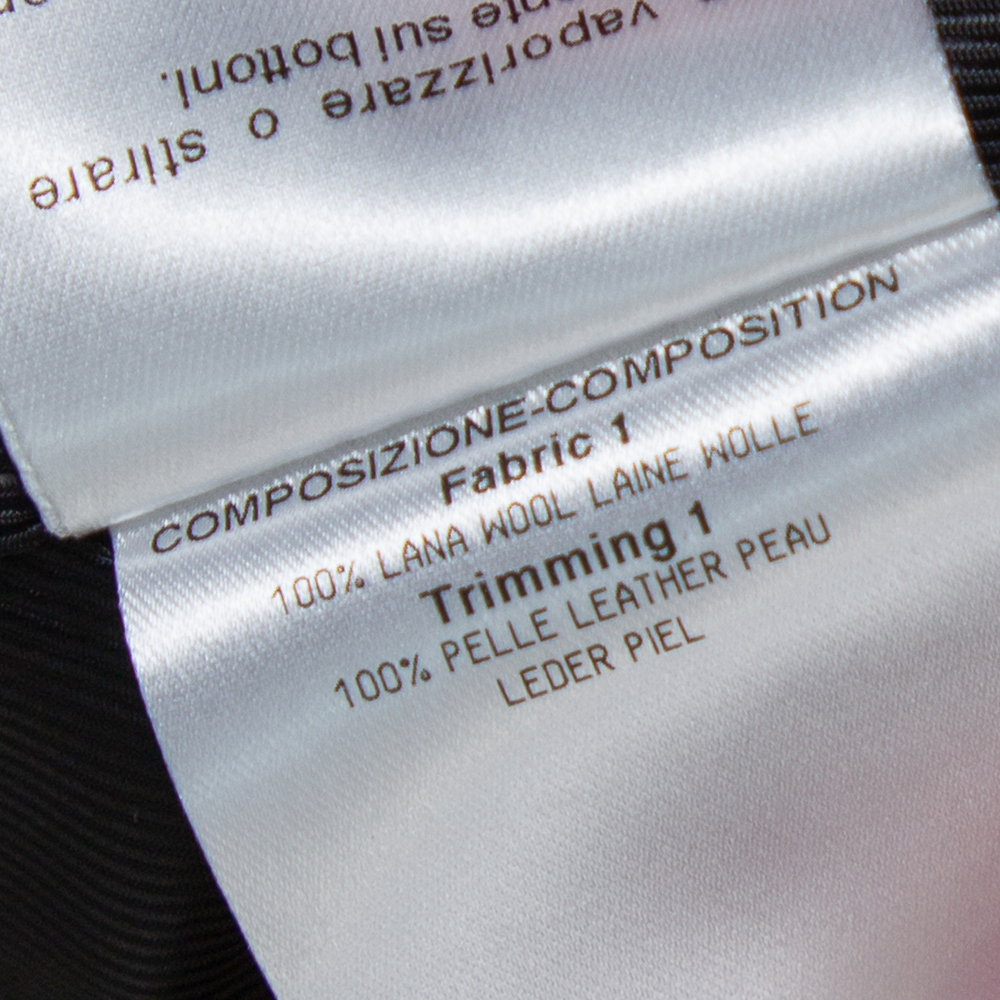 vaporizzare o stirare
sui bottoni.
COMPOSIZIONE-COMPOSITION
Fabric 1
100% LANA WOOL LAINE WOLLE
Trimming 1
100% PELLE LEATHER PEAU
LEDER PIEL